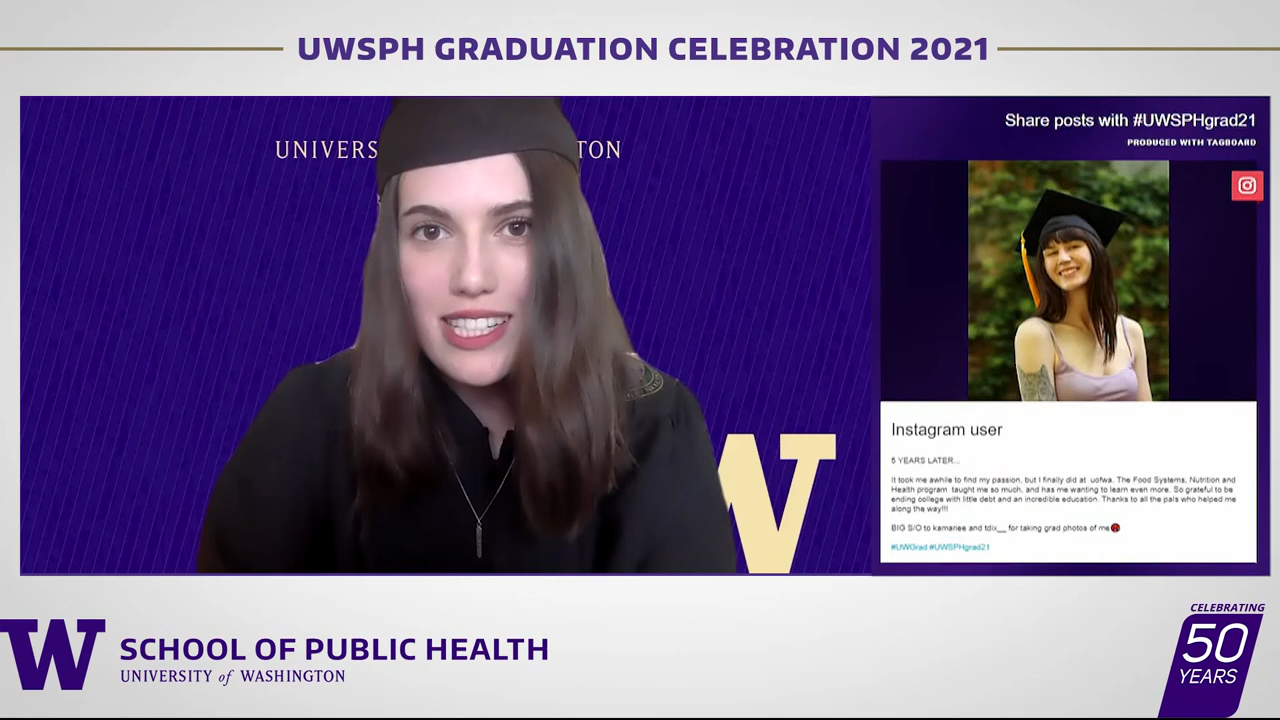 UWSPH GRADUATION CELEBRATION 2021
UNIVERS TON
W
Share posts with #UWSPHgrad21
PRODUCED WITH TAGBOARD
Instagram user
5 YEARS LATER...
It took me awhile to find my passion, but I finally did at uofwa. The Food Systems, Nutrition and
Health program taught me so much, and has me wanting to learn even more. So grateful to be
ending college with little debt and an incredible education. Thanks to all the pals who helped me
along the way!!!
BIG S/O to kamariee and tdix__ for taking grad photos of me
#UWGrad #UWSPHgrad21
W SCHOOL OF PUBLIC HEALTH
UNIVERSITY of WASHINGTON
CELEBRATING
50
YEARS